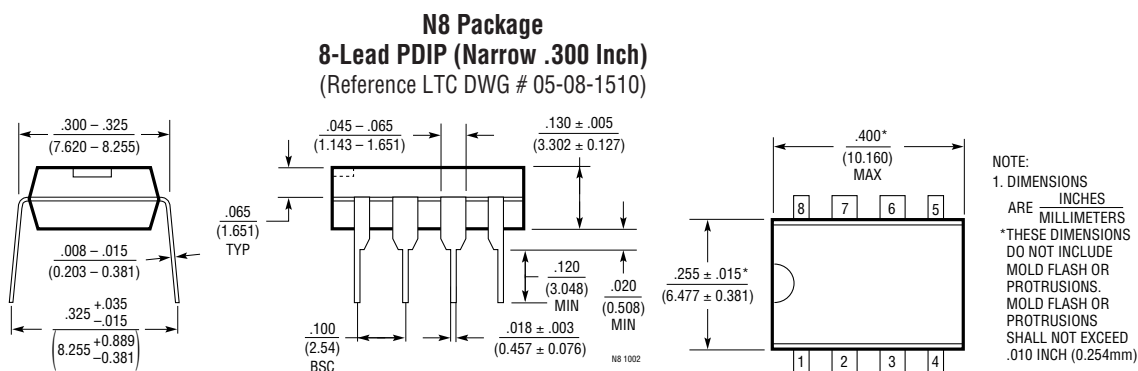 N8 Package
8-Lead PDIP (Narrow .300 Inch)
(Reference LTC DWG # 05-08-1510)
.300 – .325
(7.620 – 8.255)
.008 – .015
(0.203 – 0.381)
.325 +.035
–.015
(8.255 +0.889
–0.381)
.065
(1.651)
TYP
.045 – .065
(1.143 – 1.651)
.130 ± .005
(3.302 ± 0.127)
.120
(3.048)
MIN
.020
(0.508)
MIN
.100
(2.54)
BSC
.018 ± .003
(0.457 ± 0.076)
N8 1002
.400*
(10.160)
MAX
8 7 6 5
.255 ± .015*
(6.477 ± 0.381)
1 2 3 4
NOTE:
1. DIMENSIONS
ARE INCHES
MILLIMETERS
*THESE DIMENSIONS
DO NOT INCLUDE
MOLD FLASH OR
PROTRUSIONS.
MOLD FLASH OR
PROTRUSIONS
SHALL NOT EXCEED
.010 INCH (0.254mm)